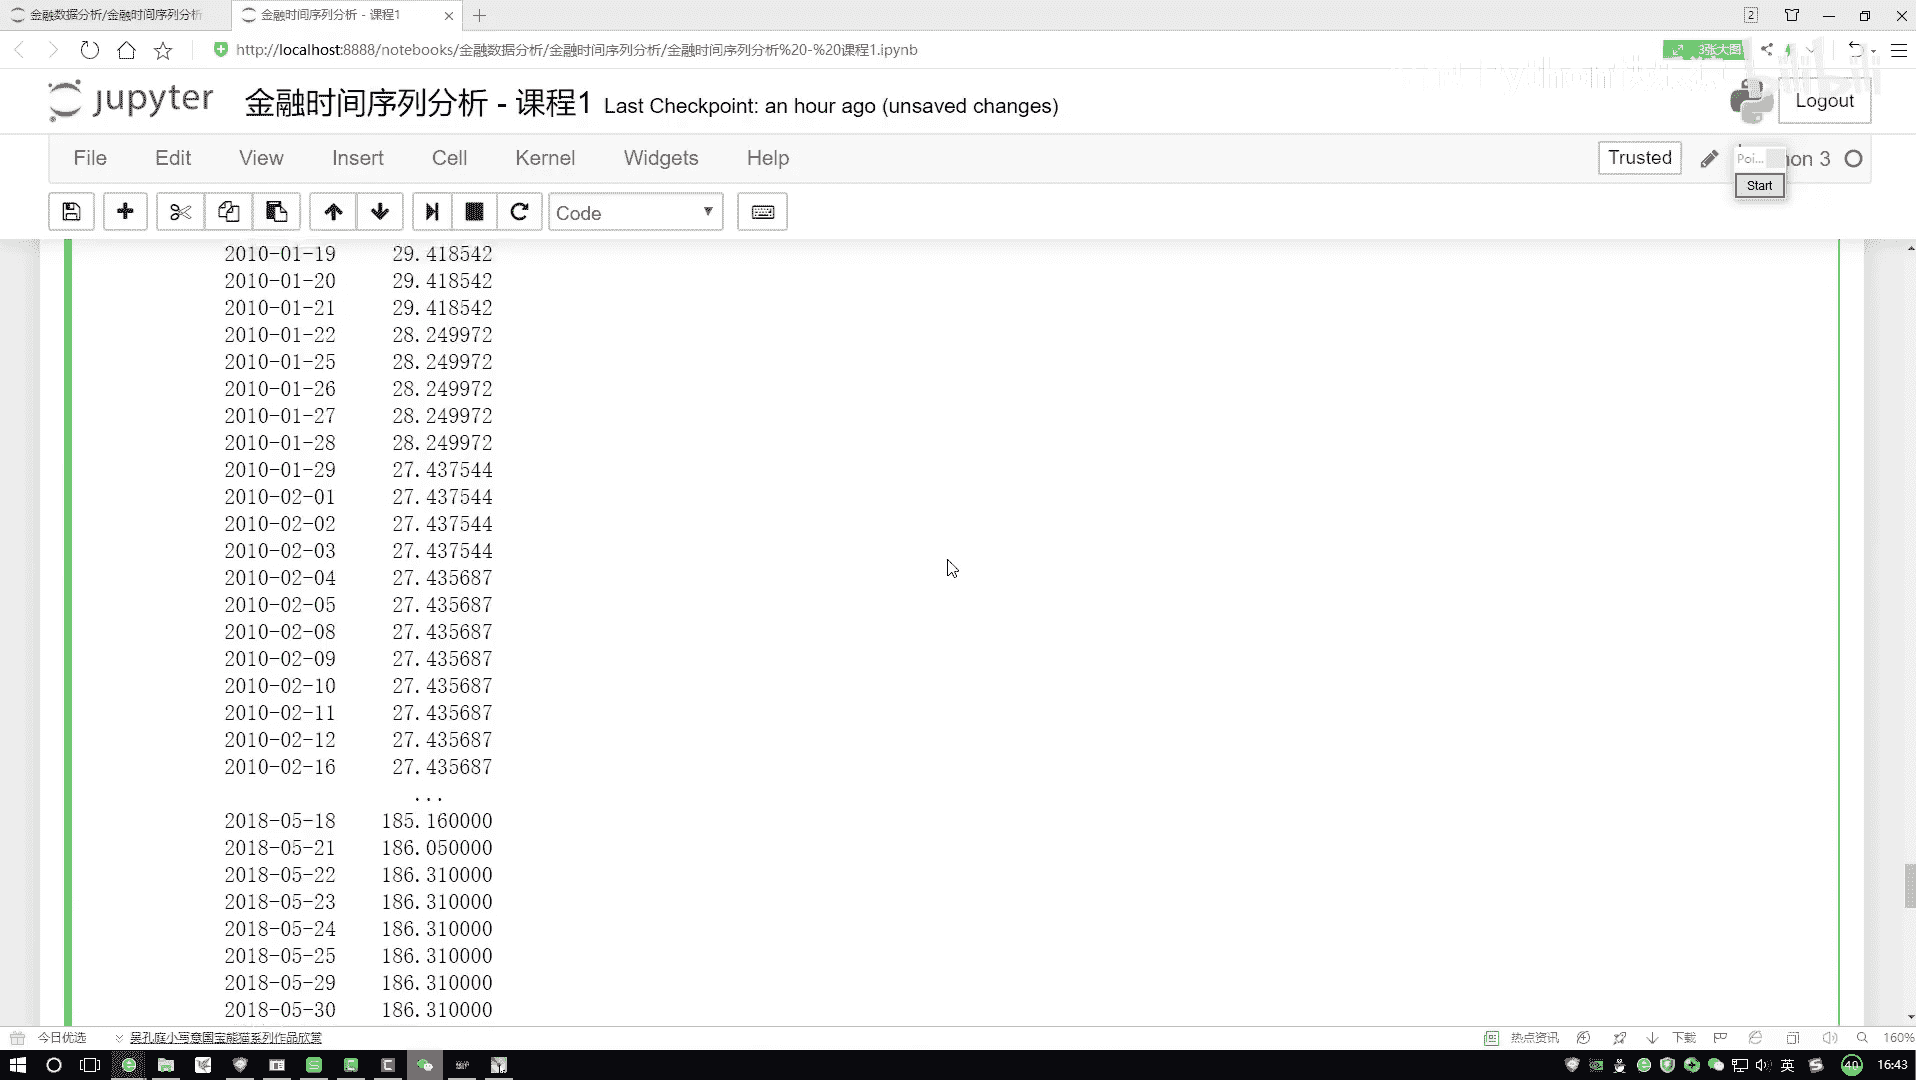 金融数据分析/金融时间序列分析
金融时间序列分析 - 课程1
2
http://localhost:8888/notebooks/金融数据分析/金融时间序列分析/金融时间序列分析%20-%20课程1.ipynb
3张大图
bilibili
jupyter
金融时间序列分析 - 课程1
Last Checkpoint: an hour ago (unsaved changes)
Logout
File Edit View Insert Cell Kernel Widgets Help
Trusted
Poi...
hon 3
Start
Code
2010-01-19 29.418542
2010-01-20 29.418542
2010-01-21 29.418542
2010-01-22 28.249972
2010-01-25 28.249972
2010-01-26 28.249972
2010-01-27 28.249972
2010-01-28 28.249972
2010-01-29 27.437544
2010-02-01 27.437544
2010-02-02 27.437544
2010-02-03 27.437544
2010-02-04 27.435687
2010-02-05 27.435687
2010-02-08 27.435687
2010-02-09 27.435687
2010-02-10 27.435687
2010-02-11 27.435687
2010-02-12 27.435687
2010-02-16 27.435687
...
2018-05-18 185.160000
2018-05-21 186.050000
2018-05-22 186.310000
2018-05-23 186.310000
2018-05-24 186.310000
2018-05-25 186.310000
2018-05-29 186.310000
2018-05-30 186.310000
今日优选
吴孔庭小写意国宝熊猫系列作品欣赏
热点资讯
下载
160%
英
40
16:43